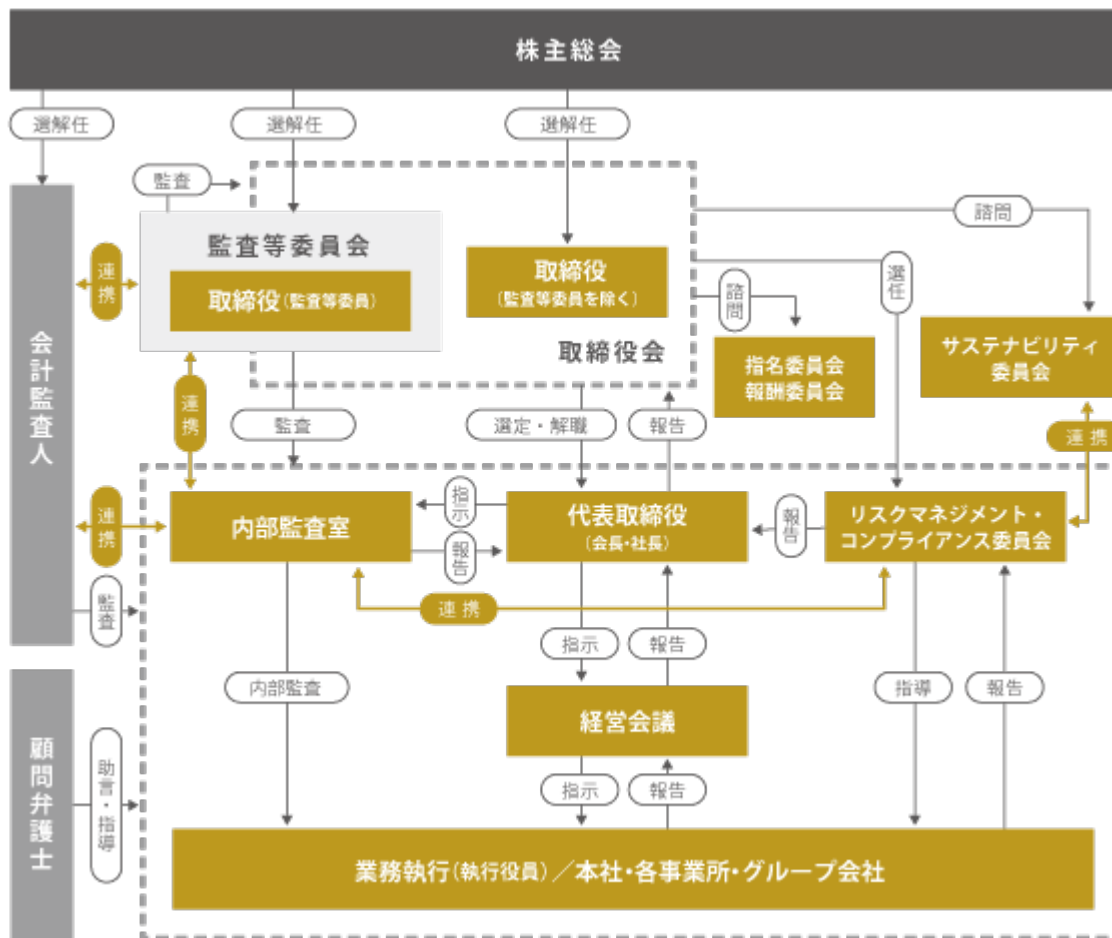 株主総会
選解任
選解任
選解任
監査
諮問
監査等委員会
取締役(監査等委員)
取締役
(監査等委員を除く)
取締役会
連携
選任
諮問
指名委員会
報酬委員会
サステナビリティ
委員会
会計監査人
連携
監査
選定・解職
報告
連携
連携
内部監査室
指示
報告
代表取締役
(会長・社長)
報告
リスクマネジメント・
コンプライアンス委員会
監査
連携
指示
報告
内部監査
指導
報告
経営会議
顧問弁護士
助言・指導
指示
報告
業務執行(執行役員)/本社・各事業所・グループ会社